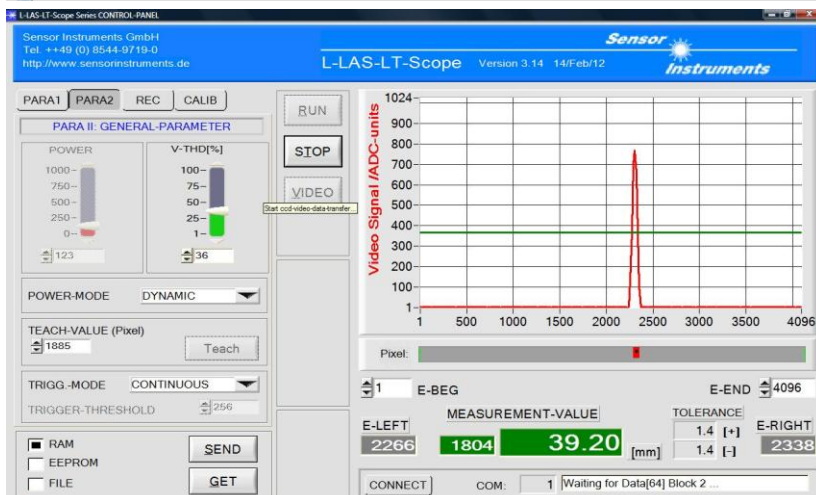 L-LAS-LT-Scope Series CONTROL-PANEL
Sensor Instruments GmbH
Tel. ++49 (0) 8544-9719-0
http://www.sensorinstruments.de
L-LAS-LT-Scope Version 3.14 14/Feb/12
Sensor
Instruments
PARA1 PARA2 REC CALIB
PARA II: GENERAL-PARAMETER
POWER V-THD[%]
1000 100
750 75
500 50
250 25
0 1
123 36
POWER-MODE DYNAMIC
TEACH-VALUE (Pixel)
1885 Teach
TRIGG.-MODE CONTINUOUS
TRIGGER-THRESHOLD 256
RAM
EEPROM
FILE
SEND
GET
RUN
STOP
VIDEO
Start ccd-video-data-transfer...
Video Signal /ADC-units
1024
900
800
700
600
500
400
300
200
100
1
1 500 1000 1500 2000 2500 3000 3500 4096
Pixel:
1 E-BEG E-END 4096
E-LEFT MEASUREMENT-VALUE TOLERANCE E-RIGHT
2266 1804 39.20 [mm] 1.4 [+] 1.4 [-] 2338
CONNECT COM: 1 Waiting for Data[64] Block 2 ...